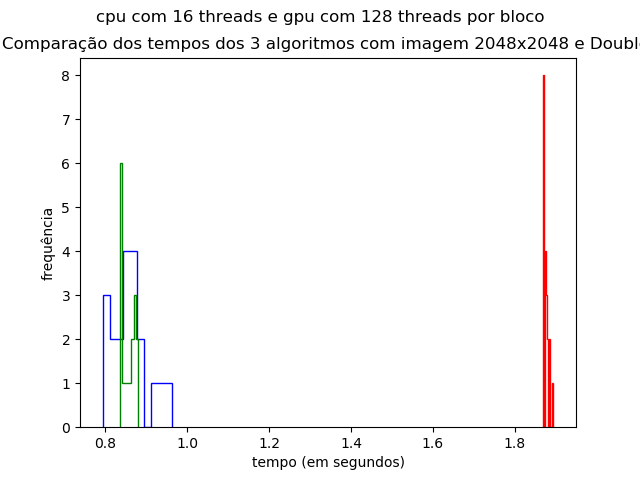 cpu com 16 threads e gpu com 128 threads por bloco
Comparação dos tempos dos 3 algoritmos com imagem 2048x2048 e Double
8
7
6
5
4
3
2
1
0
frequência
0.8 1.0 1.2 1.4 1.6 1.8
tempo (em segundos)